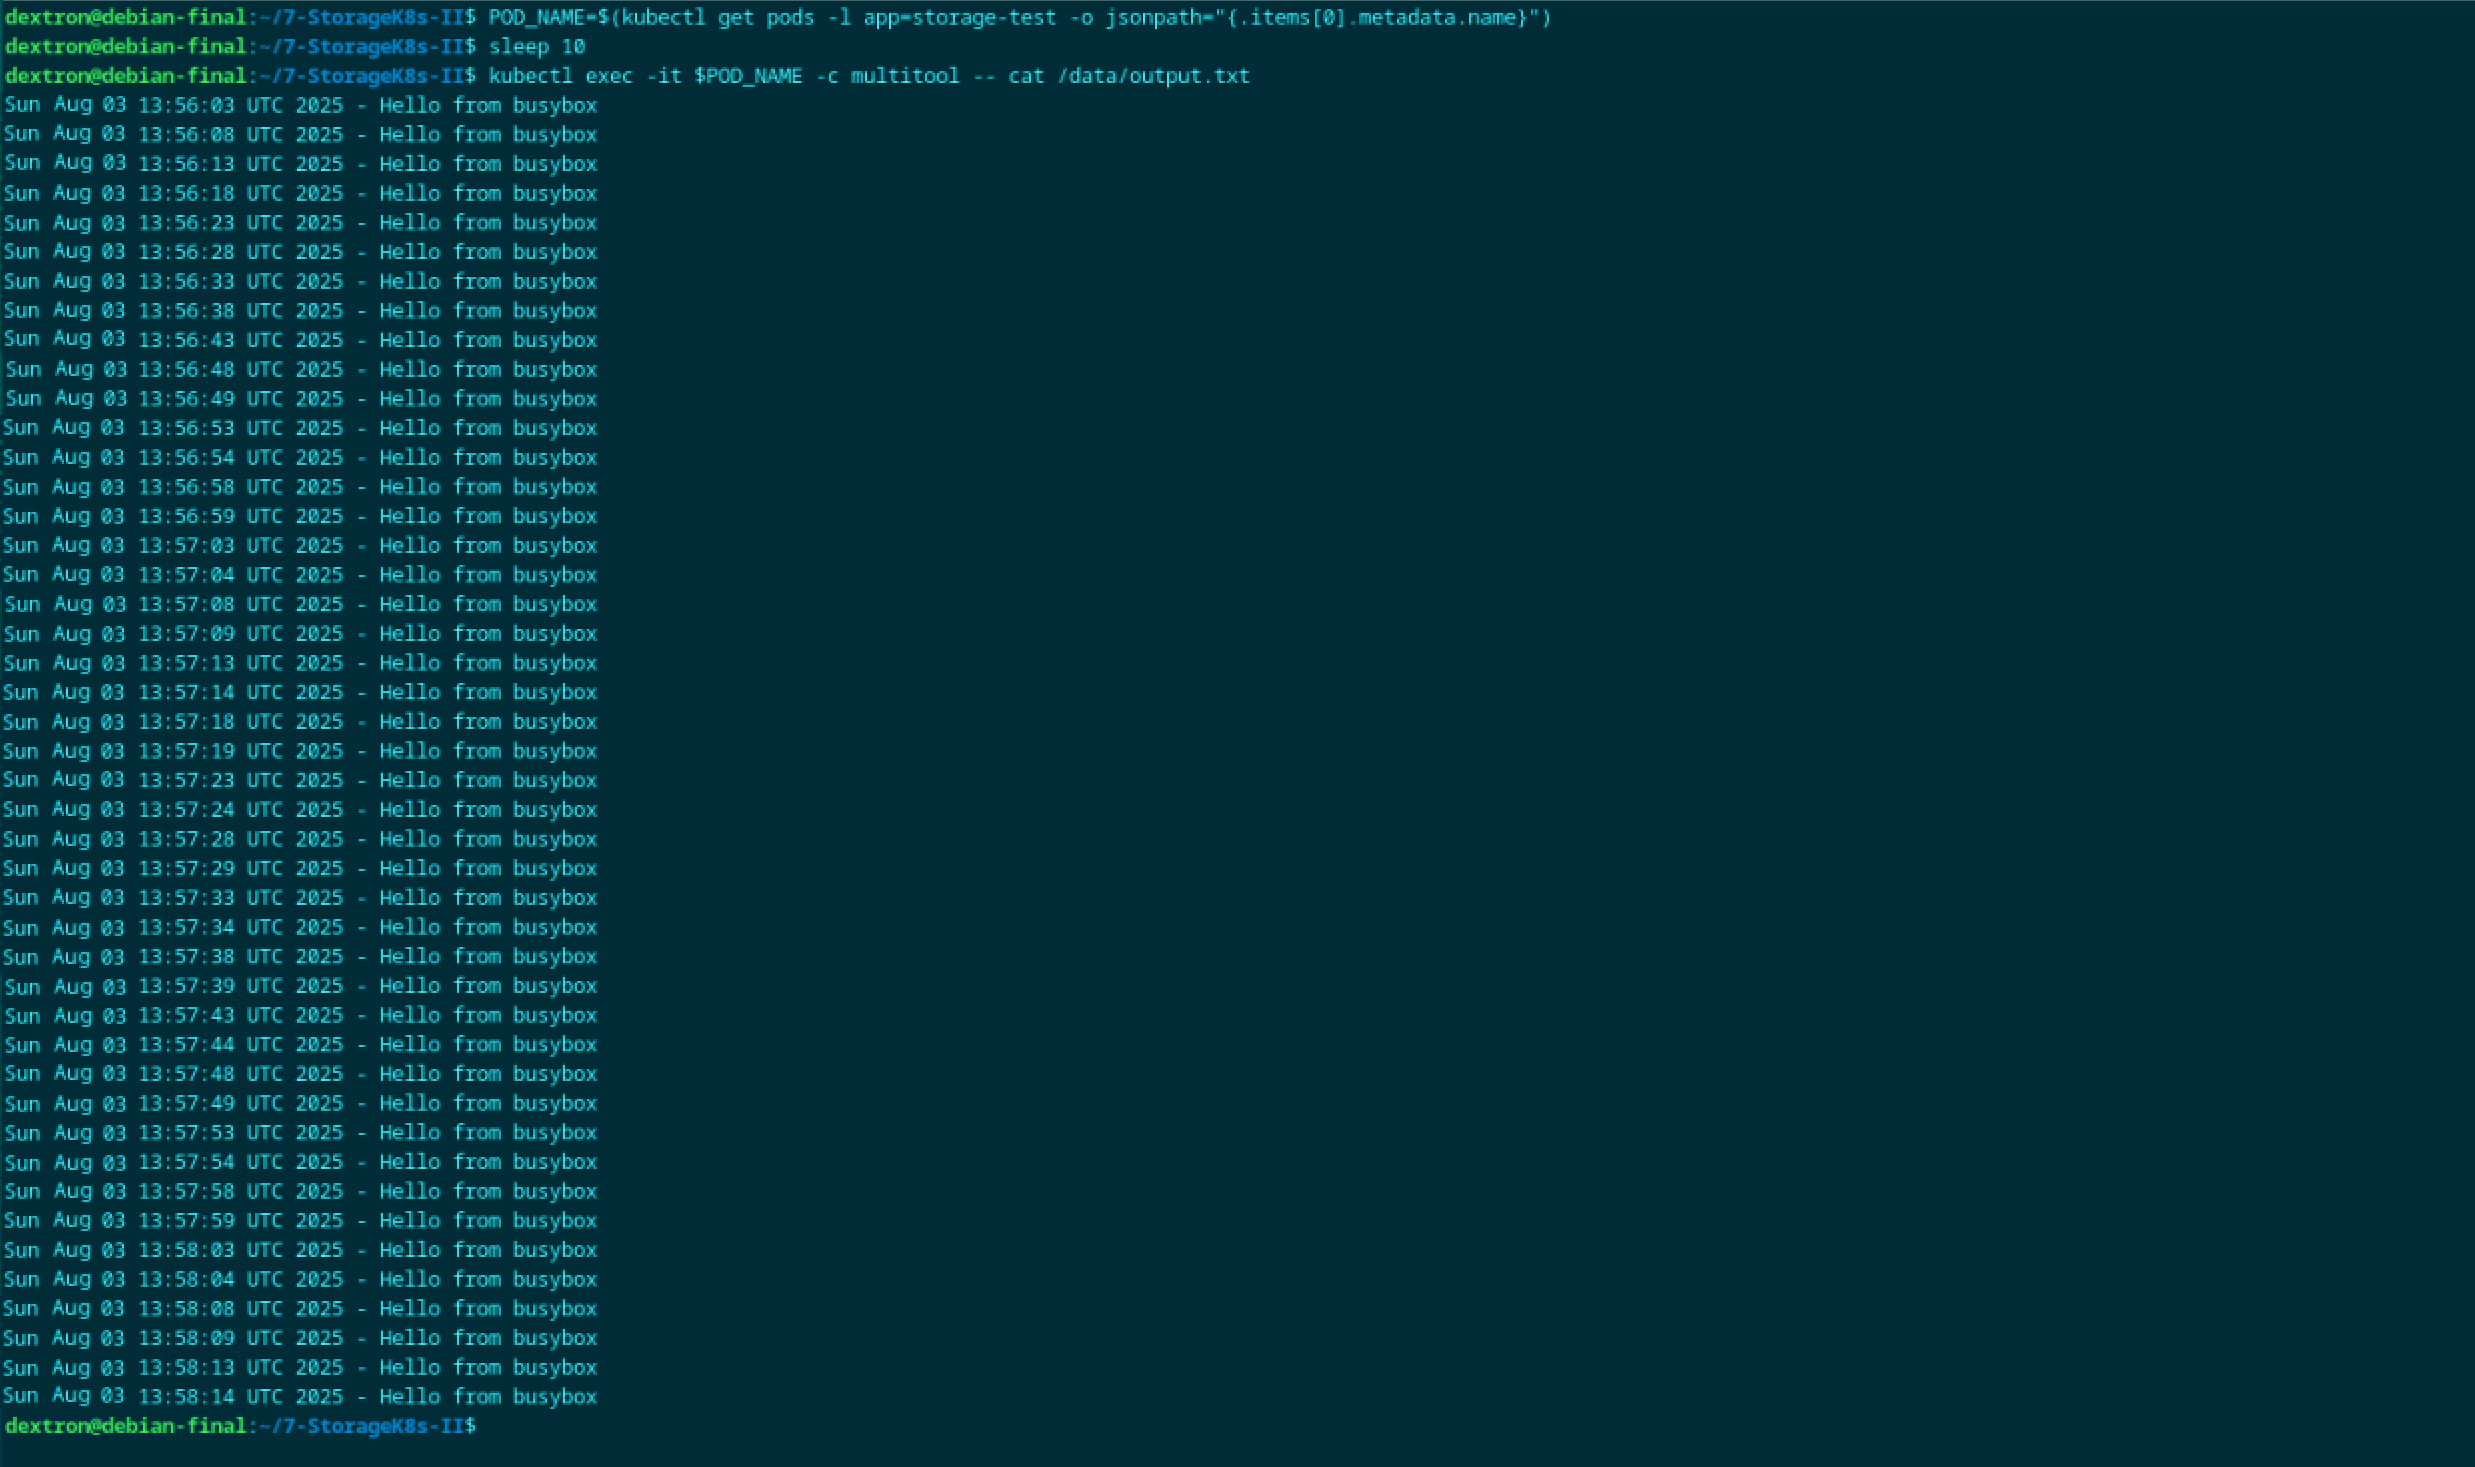 dextron@debian-final:~/7-StorageK8s-II$ POD_NAME=$(kubectl get pods -l app=storage-test -o jsonpath="{.items[0].metadata.name}")
dextron@debian-final:~/7-StorageK8s-II$ sleep 10
dextron@debian-final:~/7-StorageK8s-II$ kubectl exec -it $POD_NAME -c multitool -- cat /data/output.txt
Sun Aug 03 13:56:03 UTC 2025 - Hello from busybox
Sun Aug 03 13:56:08 UTC 2025 - Hello from busybox
Sun Aug 03 13:56:13 UTC 2025 - Hello from busybox
Sun Aug 03 13:56:18 UTC 2025 - Hello from busybox
Sun Aug 03 13:56:23 UTC 2025 - Hello from busybox
Sun Aug 03 13:56:28 UTC 2025 - Hello from busybox
Sun Aug 03 13:56:33 UTC 2025 - Hello from busybox
Sun Aug 03 13:56:38 UTC 2025 - Hello from busybox
Sun Aug 03 13:56:43 UTC 2025 - Hello from busybox
Sun Aug 03 13:56:48 UTC 2025 - Hello from busybox
Sun Aug 03 13:56:49 UTC 2025 - Hello from busybox
Sun Aug 03 13:56:53 UTC 2025 - Hello from busybox
Sun Aug 03 13:56:54 UTC 2025 - Hello from busybox
Sun Aug 03 13:56:58 UTC 2025 - Hello from busybox
Sun Aug 03 13:56:59 UTC 2025 - Hello from busybox
Sun Aug 03 13:57:03 UTC 2025 - Hello from busybox
Sun Aug 03 13:57:04 UTC 2025 - Hello from busybox
Sun Aug 03 13:57:08 UTC 2025 - Hello from busybox
Sun Aug 03 13:57:09 UTC 2025 - Hello from busybox
Sun Aug 03 13:57:13 UTC 2025 - Hello from busybox
Sun Aug 03 13:57:14 UTC 2025 - Hello from busybox
Sun Aug 03 13:57:18 UTC 2025 - Hello from busybox
Sun Aug 03 13:57:19 UTC 2025 - Hello from busybox
Sun Aug 03 13:57:23 UTC 2025 - Hello from busybox
Sun Aug 03 13:57:24 UTC 2025 - Hello from busybox
Sun Aug 03 13:57:28 UTC 2025 - Hello from busybox
Sun Aug 03 13:57:29 UTC 2025 - Hello from busybox
Sun Aug 03 13:57:33 UTC 2025 - Hello from busybox
Sun Aug 03 13:57:34 UTC 2025 - Hello from busybox
Sun Aug 03 13:57:38 UTC 2025 - Hello from busybox
Sun Aug 03 13:57:39 UTC 2025 - Hello from busybox
Sun Aug 03 13:57:43 UTC 2025 - Hello from busybox
Sun Aug 03 13:57:44 UTC 2025 - Hello from busybox
Sun Aug 03 13:57:48 UTC 2025 - Hello from busybox
Sun Aug 03 13:57:49 UTC 2025 - Hello from busybox
Sun Aug 03 13:57:53 UTC 2025 - Hello from busybox
Sun Aug 03 13:57:54 UTC 2025 - Hello from busybox
Sun Aug 03 13:57:58 UTC 2025 - Hello from busybox
Sun Aug 03 13:57:59 UTC 2025 - Hello from busybox
Sun Aug 03 13:58:03 UTC 2025 - Hello from busybox
Sun Aug 03 13:58:04 UTC 2025 - Hello from busybox
Sun Aug 03 13:58:08 UTC 2025 - Hello from busybox
Sun Aug 03 13:58:09 UTC 2025 - Hello from busybox
Sun Aug 03 13:58:13 UTC 2025 - Hello from busybox
Sun Aug 03 13:58:14 UTC 2025 - Hello from busybox
dextron@debian-final:~/7-StorageK8s-II$